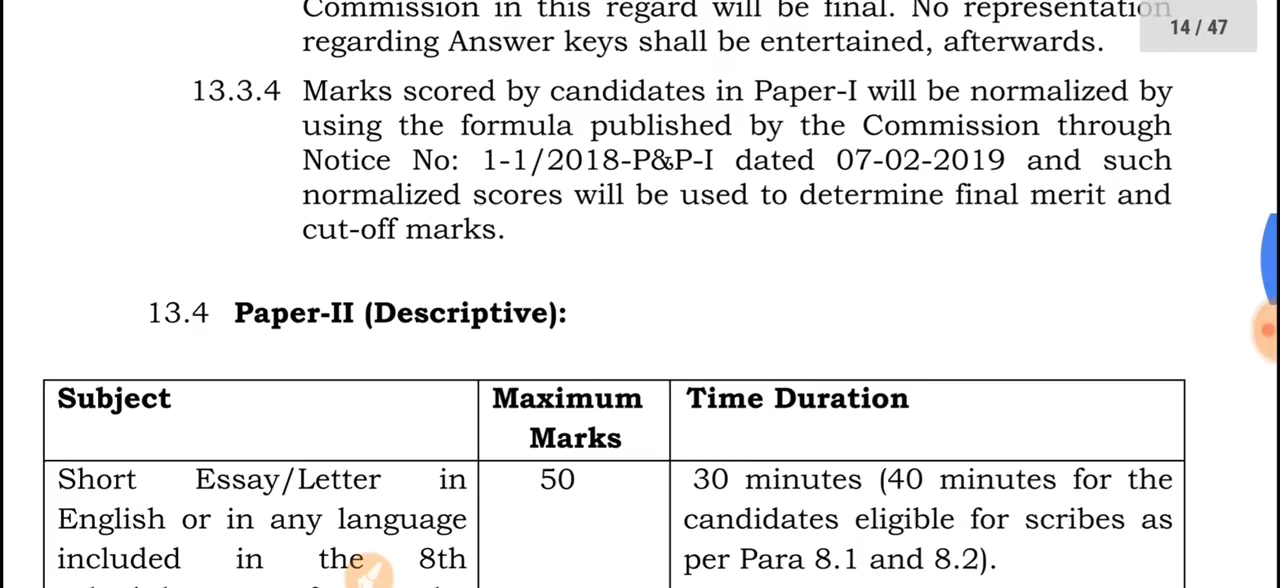 Commission in this regard will be final. No representation
14 / 47
regarding Answer keys shall be entertained, afterwards.
13.3.4 Marks scored by candidates in Paper-I will be normalized by
using the formula published by the Commission through
Notice No: 1-1/2018-P&P-I dated 07-02-2019 and such
normalized scores will be used to determine final merit and
cut-off marks.
13.4 Paper-II (Descriptive):
Subject
Maximum
Marks
Time Duration
Short Essay/Letter in
English or in any language
included in the 8th
50
30 minutes (40 minutes for the
candidates eligible for scribes as
per Para 8.1 and 8.2).